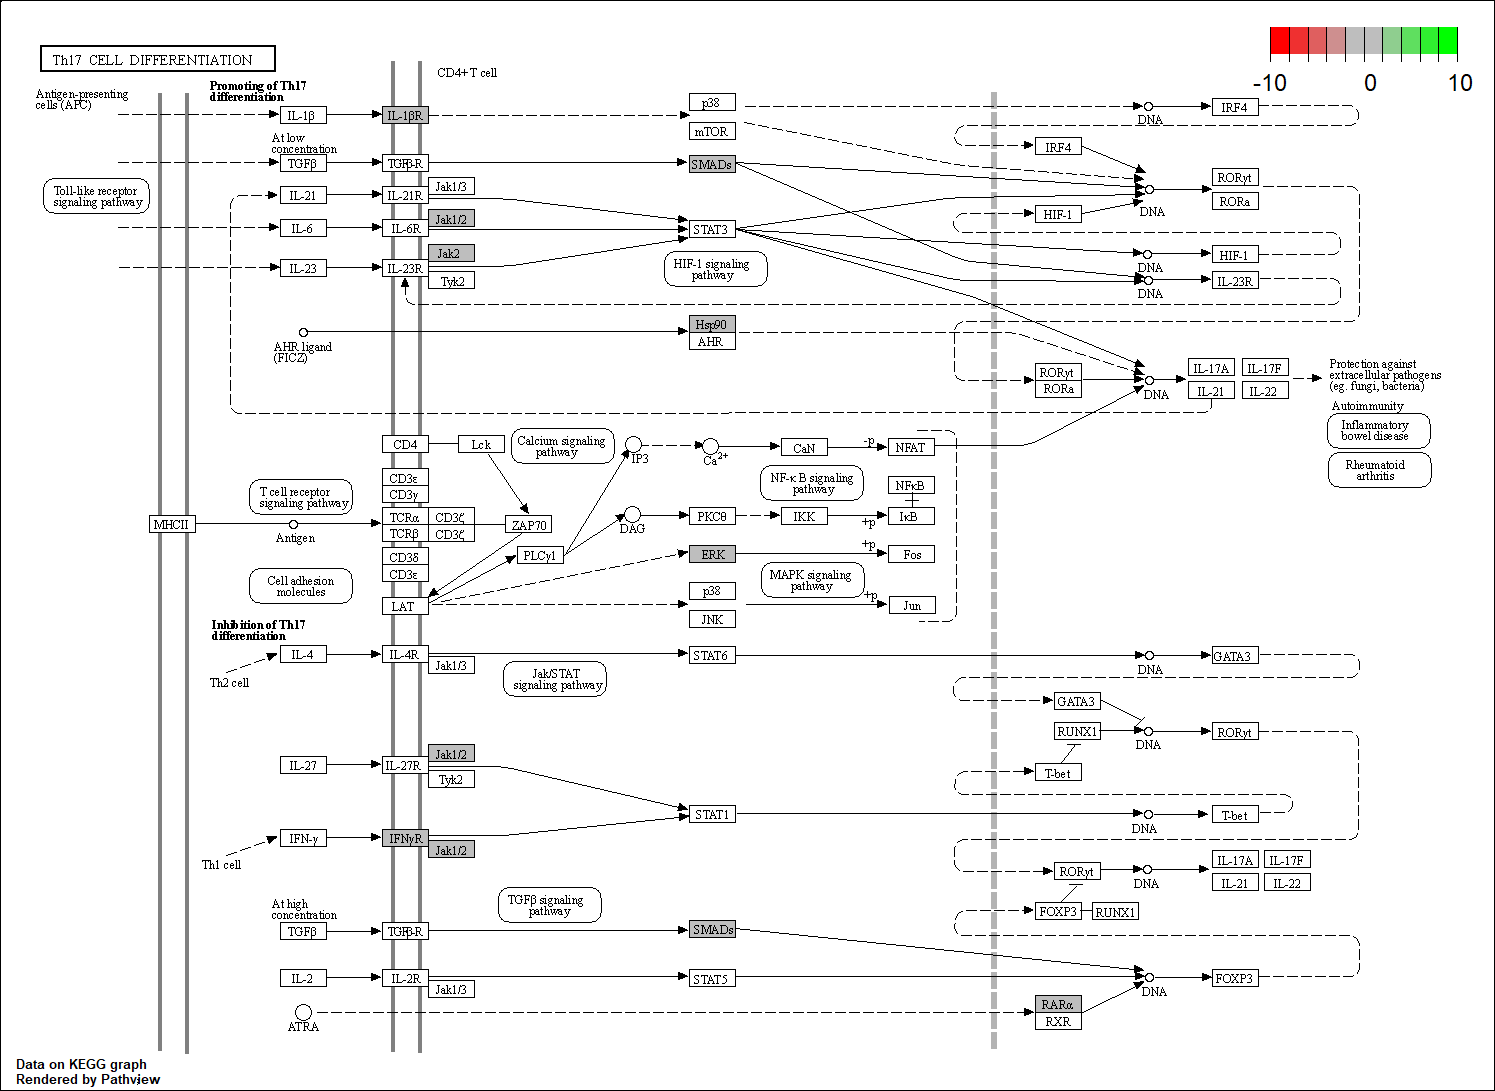 Th17 CELL DIFFERENTIATION
-10 0 10
CD4+ T cell
Antigen-presenting
cells (APC)
Promoting of Th17
differentiation
IL-1β
IL-1βR
p38
mTOR
DNA
IRF4
At low
concentration
TGFβ
TGFβ-R
SMADs
IRF4
Toll-like receptor
signaling pathway
IL-21
IL-21R
Jak1/3
RORγt
RORa
DNA
IL-6
IL-6R
Jak1/2
STAT3
HIF-1
IL-23
IL-23R
Jak2
Tyk2
HIF-1 signaling
pathway
DNA
HIF-1
DNA
IL-23R
AHR ligand
(FICZ)
Hsp90
AHR
RORγt
RORa
DNA
IL-17A
IL-17F
IL-21
IL-22
Protection against
extracellular pathogens
(eg. fungi, bacteria)
Autoimmunity
Inflammatory
bowel disease
Rheumatoid
arthritis
CD4
Lck
Calcium signaling
pathway
IP3
Ca2+
CaN
-p
NFAT
CD3ε
CD3γ
T cell receptor
signaling pathway
NF-κB signaling
pathway
NFκB
MHCII
Antigen
TCRα
CD3ζ
TCRβ
CD3ζ
ZAP70
DAG
PKCθ
IKK
+p
IκB
CD3δ
CD3ε
PLCγ1
ERK
+p
Fos
Cell adhesion
molecules
LAT
p38
JNK
MAPK signaling
pathway
+p
Jun
Inhibition of Th17
differentiation
Th2 cell
IL-4
IL-4R
Jak1/3
Jak/STAT
signaling pathway
STAT6
DNA
GATA3
GATA3
RUNX1
DNA
RORγt
T-bet
IL-27
IL-27R
Jak1/2
Tyk2
STAT1
DNA
T-bet
Th1 cell
IFN-γ
IFNγR
Jak1/2
RORγt
DNA
IL-17A
IL-17F
IL-21
IL-22
FOXP3
RUNX1
At high
concentration
TGFβ
TGFβ-R
TGFβ signaling
pathway
SMADs
IL-2
IL-2R
Jak1/3
STAT5
DNA
FOXP3
ATRA
RARα
RXR
Data on KEGG graph
Rendered by Pathview